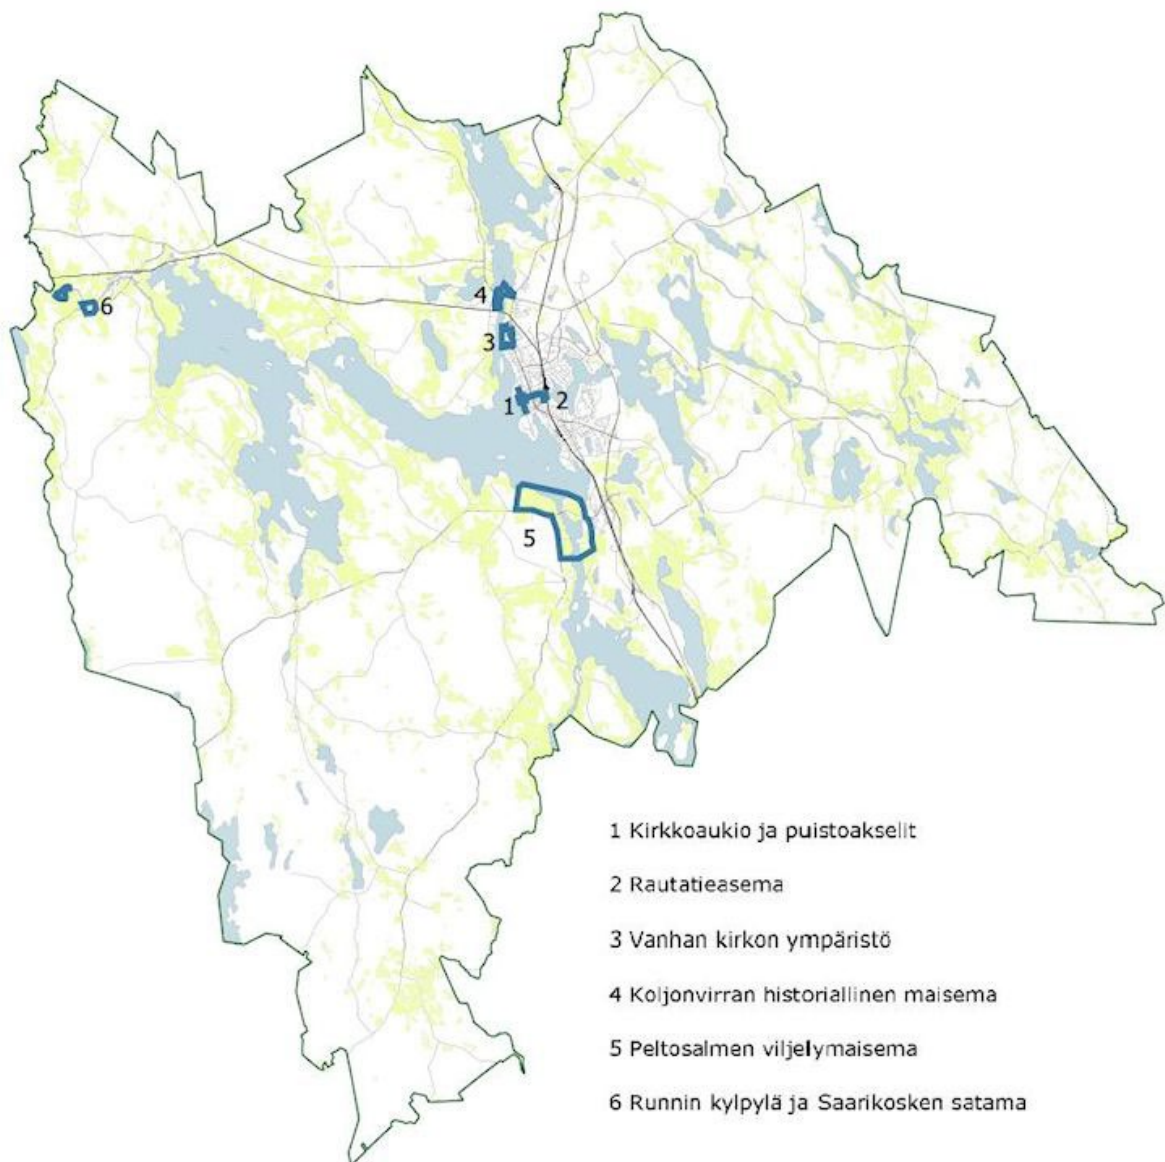 4
6
3
1
2
5
1 Kirkkoaukio ja puistoakselit
2 Rautatieasema
3 Vanhan kirkon ympäristö
4 Koljonvirran historiallinen maisema
5 Peltosalmen viljelymaisema
6 Runnin kylpylä ja Saarikosken satama